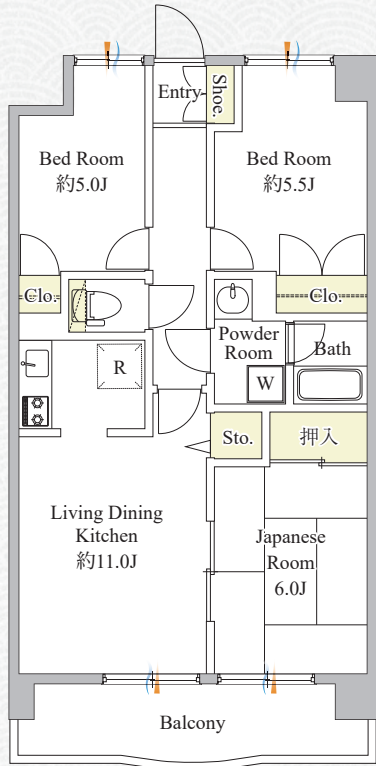 Entry
Shoe.
Bed Room
約5.0J
Bed Room
約5.5J
Clo.
Clo.
Powder
Room
Bath
R
W
Sto.
押入
Living Dining
Kitchen
約11.0J
Japanese
Room
6.0J
Balcony